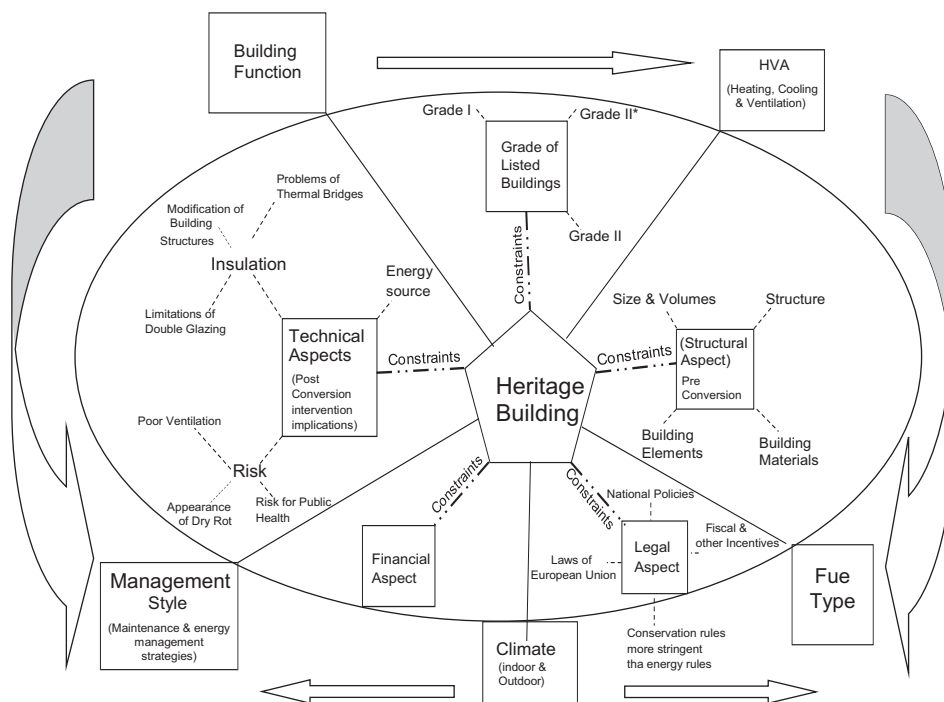 Building
Function
HVA
(Heating, Cooling
& Ventilation)
Grade I
Grade II*
Grade of
Listed
Buildings
Grade II
Constraints
Problems of
Thermal Bridges
Modification of
Building
Structures
Insulation
Limitations of
Double Glazing
Energy
source
Technical
Aspects
(Post
Conversion
intervention
implications)
Constraints
Size & Volumes
Structure
Constraints
(Structural
Aspect)
Pre
Conversion
Building
Elements
Building
Materials
Heritage
Building
Poor Ventilation
Risk
Appearance
of Dry Rot
Risk for Public
Health
Constraints
Financial
Aspect
Constraints
National Policies
Legal
Aspect
Fiscal &
other Incentives
Laws of
European Union
Conservation rules
more stringent
tha energy rules
Management
Style
(Maintenance & energy
management
strategies)
Climate
(indoor &
Outdoor)
Fue
Type